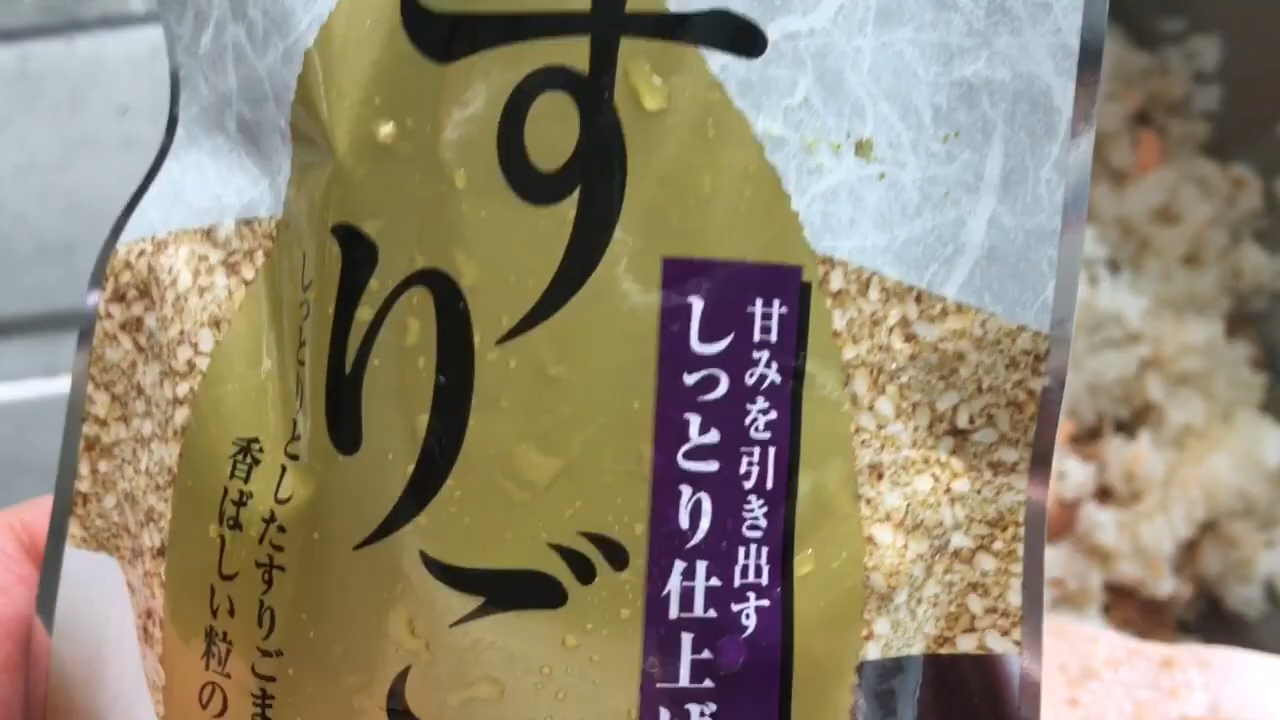 すりご
甘みを引き出す
しっとり仕上げ
しっとりとしたすりごま
香ばしい粒の